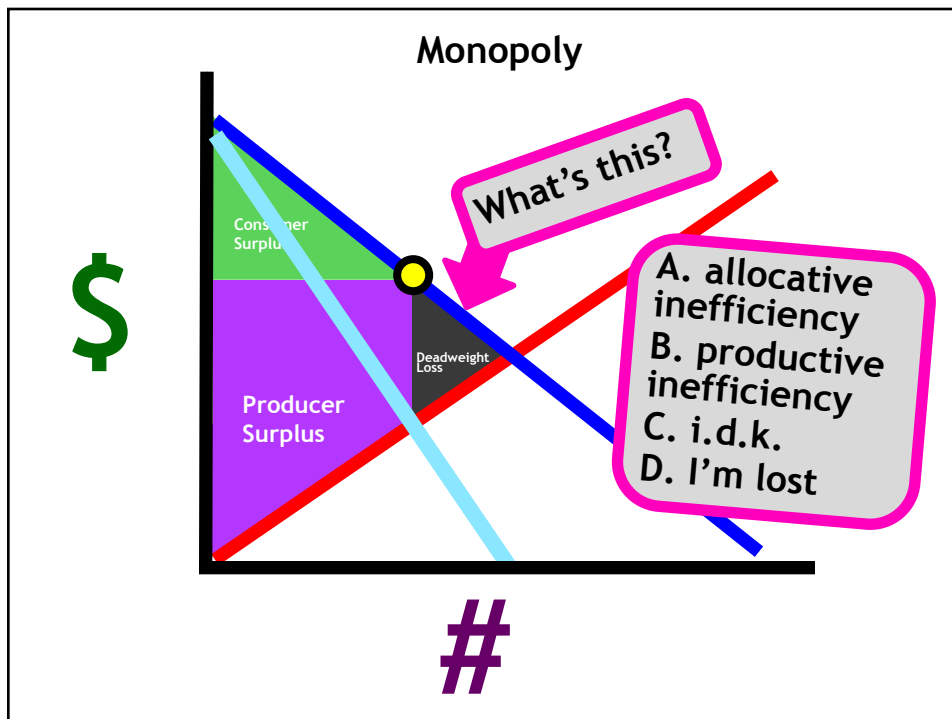 Monopoly
What's this?
Consumer
Surplus
$
A. allocative
inefficiency
B. productive
inefficiency
C. i.d.k.
D. I'm lost
Deadweight
Loss
Producer
Surplus
#